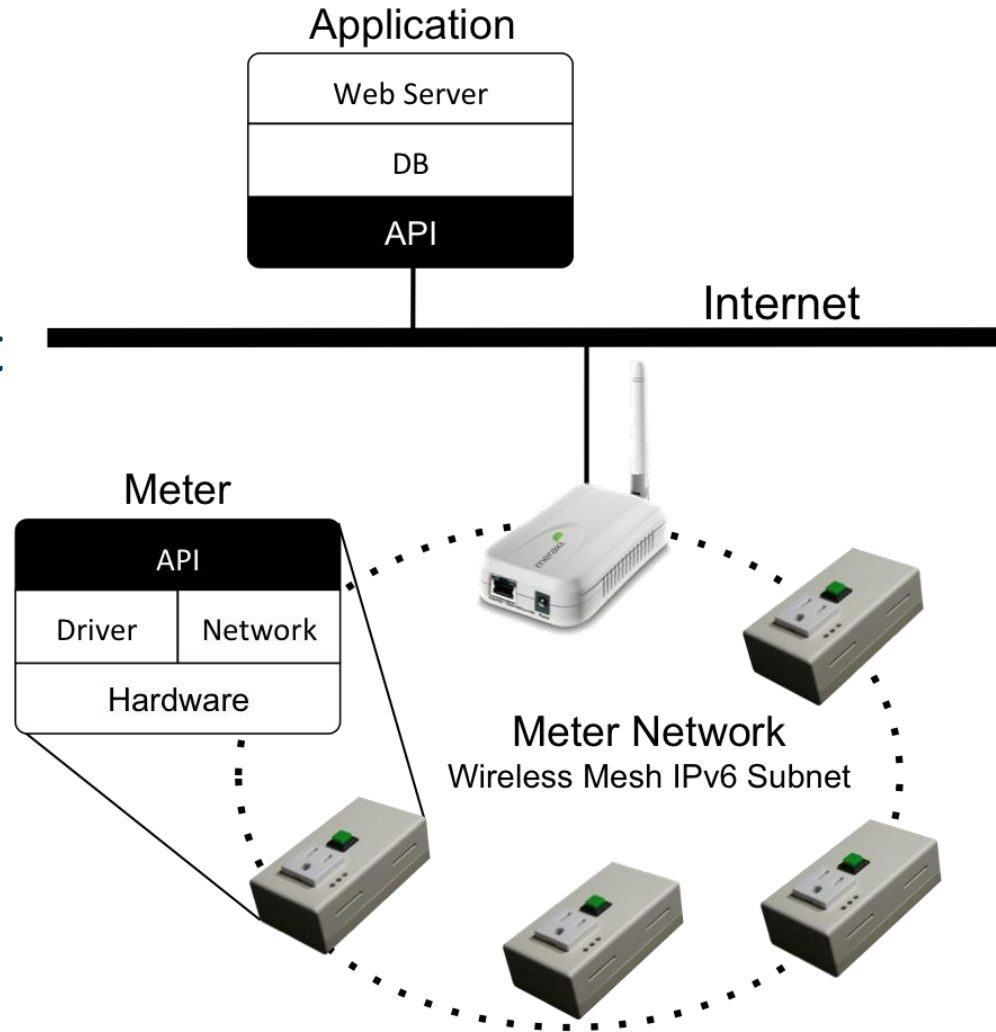 Application
Web Server
DB
API
Internet
meraki
Meter
API
Driver Network
Hardware
Meter Network
Wireless Mesh IPv6 Subnet